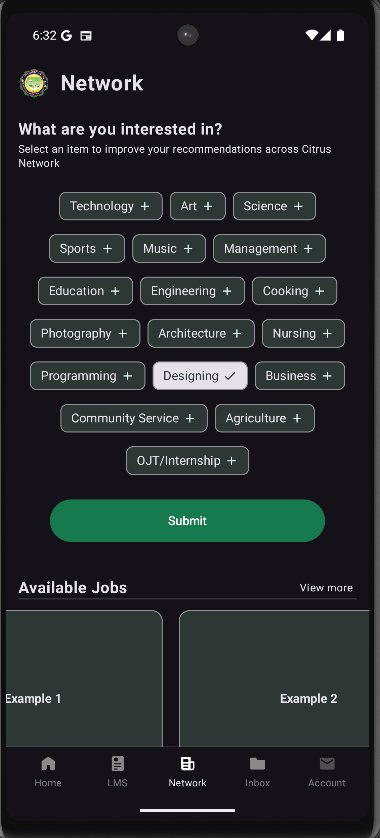 6:32
Network
What are you interested in?
Select an item to improve your recommendations across Citrus
Network
Technology +
Art +
Science +
Sports +
Music +
Management +
Education +
Engineering +
Cooking +
Photography +
Architecture +
Nursing +
Programming +
Designing ✓
Business +
Community Service +
Agriculture +
OJT/Internship +
Submit
Available Jobs
View more
Example 1
Example 2
Home
LMS
Network
Inbox
Account